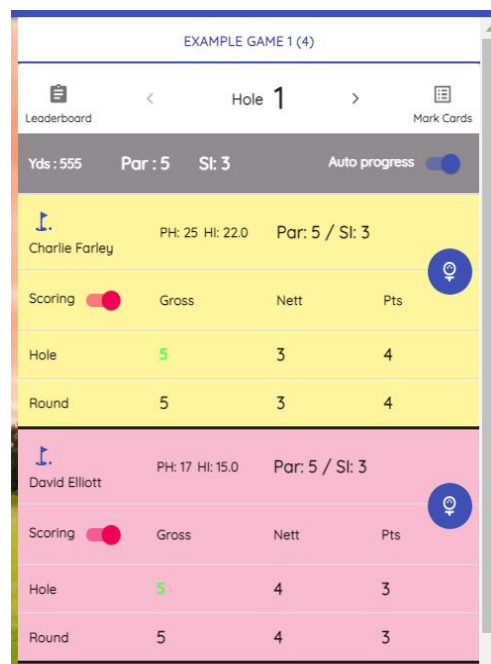 EXAMPLE GAME 1 (4)
Leaderboard < Hole 1 > Mark Cards
Yds : 555 Par : 5 SI: 3 Auto progress
Charlie Farley PH: 25 HI: 22.0 Par: 5 / SI: 3
Scoring Gross Nett Pts
Hole 5 3 4
Round 5 3 4
David Elliott PH: 17 HI: 15.0 Par: 5 / SI: 3
Scoring Gross Nett Pts
Hole 5 4 3
Round 5 4 3